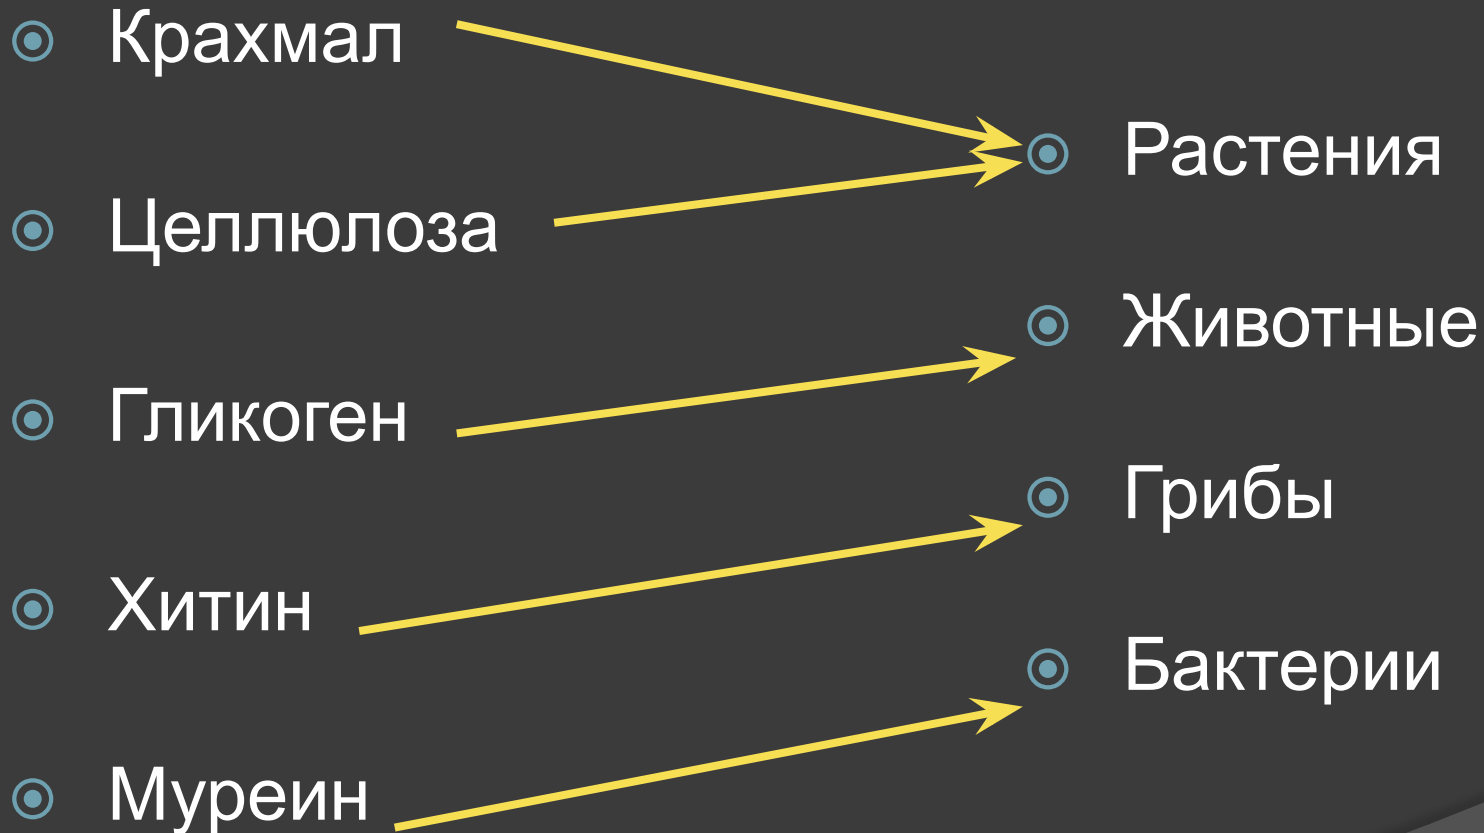 Крахмал
Целлюлоза
Гликоген
Хитин
Муреин
Растения
Животные
Грибы
Бактерии